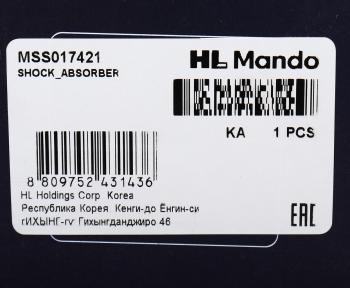 MSS017421
HL Mando
SHOCK_ABSORBER
KA 1 PCS
8 809752 431436
HL Holdings Corp Korea
Республика Корея Кенги-до Ёнгин-си
гИХЫНГ-гу Гихынгданджиро 46
EAC